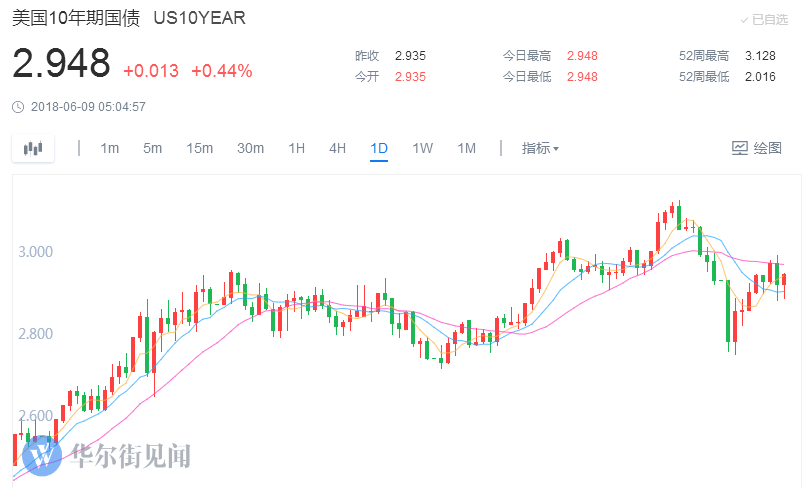 美国10年期国债 US10YEAR 已自选
2.948 +0.013 +0.44% 昨收 2.935 今日最高 2.948 52周最高 3.128
今开 2.935 今日最低 2.948 52周最低 2.016
2018-06-09 05:04:57
1m 5m 15m 30m 1H 4H 1D 1W 1M 指标 绘图
3.000
2.800
2.600
W 华尔街见闻